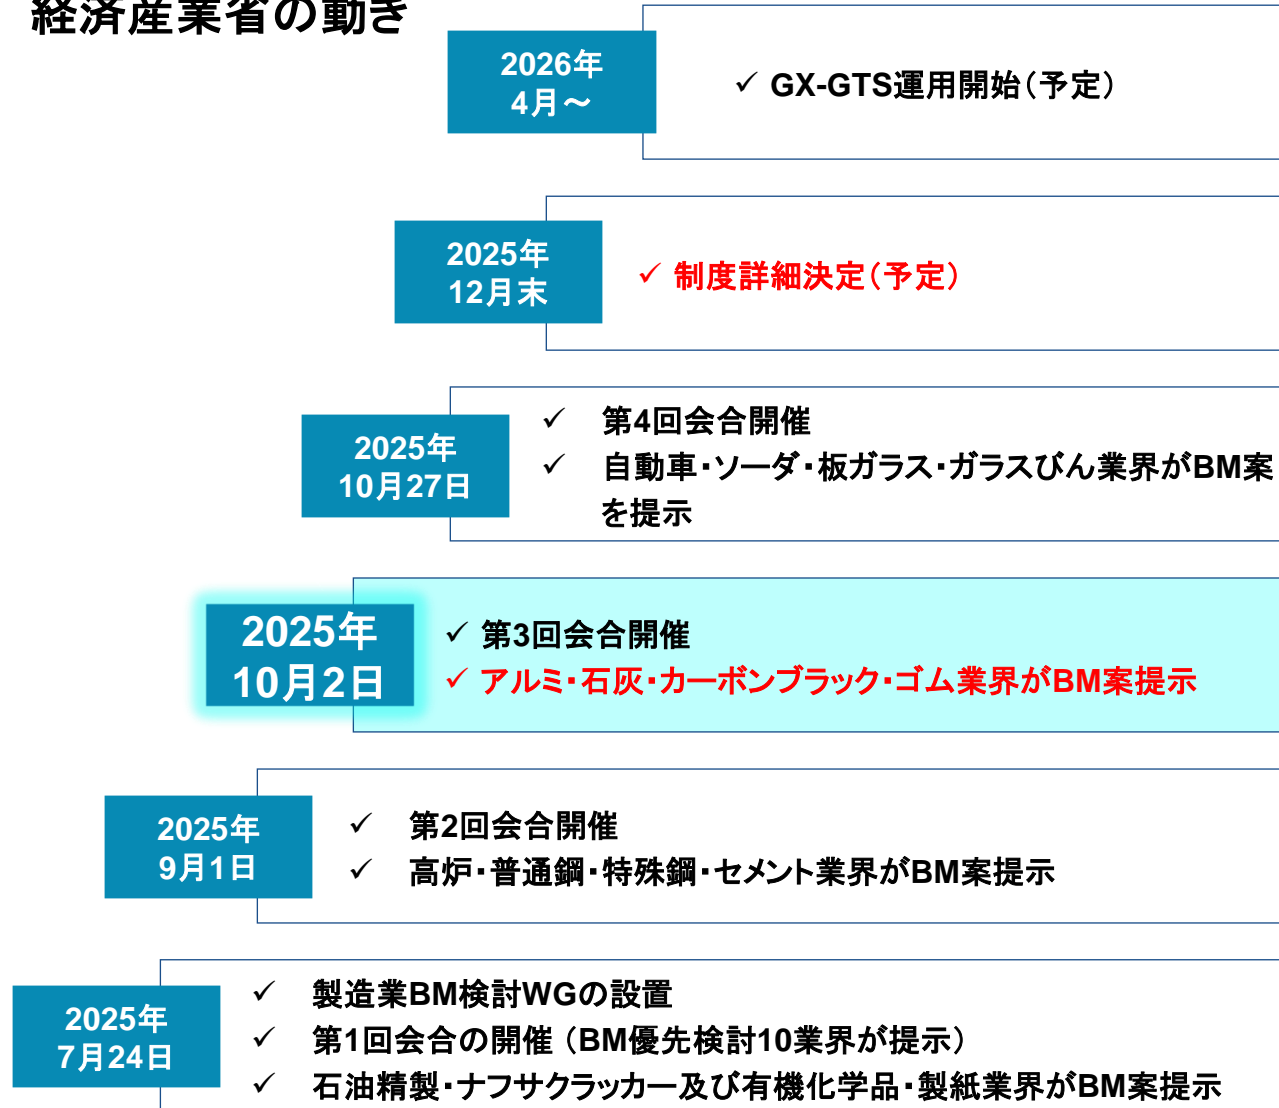 経済産業省の動き
2026年
4月～
✓ GX-GTS運用開始（予定）
2025年
12月末
✓ 制度詳細決定（予定）
2025年
10月27日
✓ 第4回会合開催
✓ 自動車・ソーダ・板ガラス・ガラスびん業界がBM案
を提示
2025年
10月2日
✓ 第3回会合開催
✓ アルミ・石灰・カーボンブラック・ゴム業界がBM案提示
2025年
9月1日
✓ 第2回会合開催
✓ 高炉・普通鋼・特殊鋼・セメント業界がBM案提示
2025年
7月24日
✓ 製造業BM検討WGの設置
✓ 第1回会合の開催（BM優先検討10業界が提示）
✓ 石油精製・ナフサクラッカー及び有機化学品・製紙業界がBM案提示